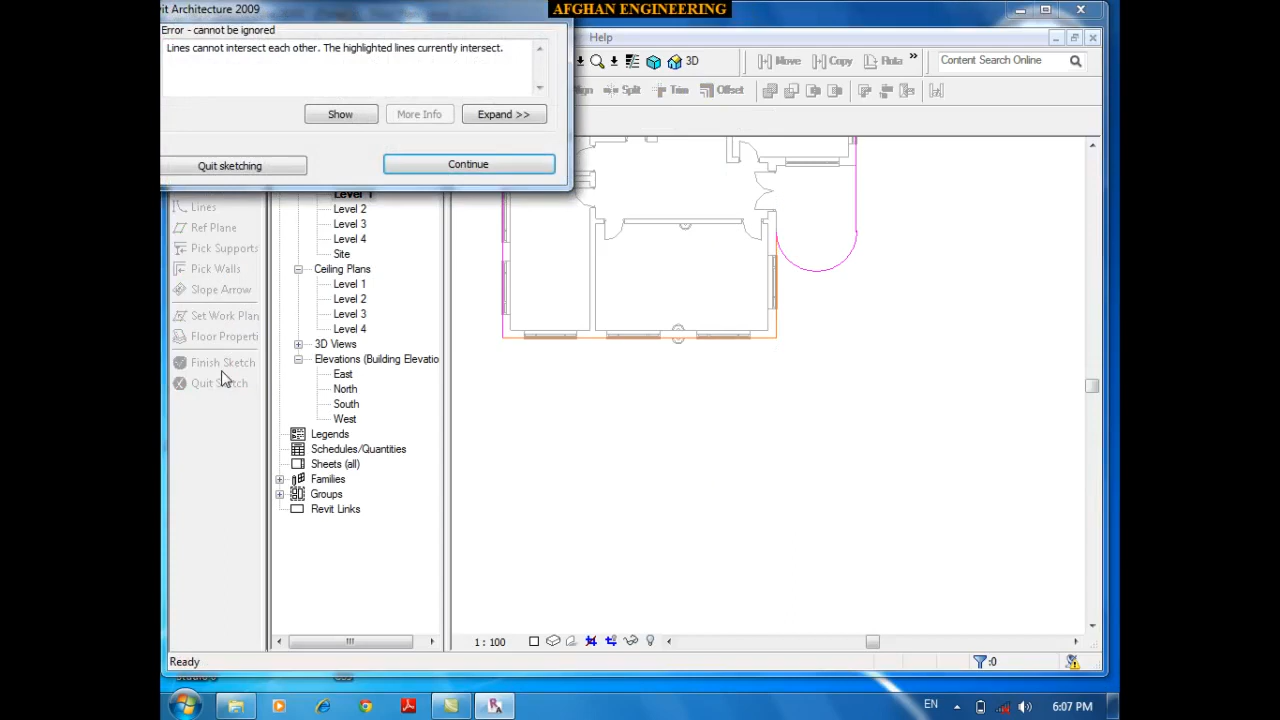 AFGHAN ENGINEERING
vit Architecture 2009
Error - cannot be ignored
Lines cannot intersect each other. The highlighted lines currently intersect.
Show
More Info
Expand >>
Quit sketching
Continue
Help
3D
Move
Copy
Rota
»
Content Search Online
ign
Split
Trim
Offset
Lines
Ref Plane
Pick Supports
Pick Walls
Slope Arrow
Set Work Plan
Floor Properti
Finish Sketch
Quit Sketch
Level 1
Level 2
Level 3
Level 4
Site
Ceiling Plans
Level 1
Level 2
Level 3
Level 4
3D Views
Elevations (Building Elevatio
East
North
South
West
Legends
Schedules/Quantities
Sheets (all)
Families
Groups
Revit Links
1 : 100
Ready
:0
EN
6:07 PM